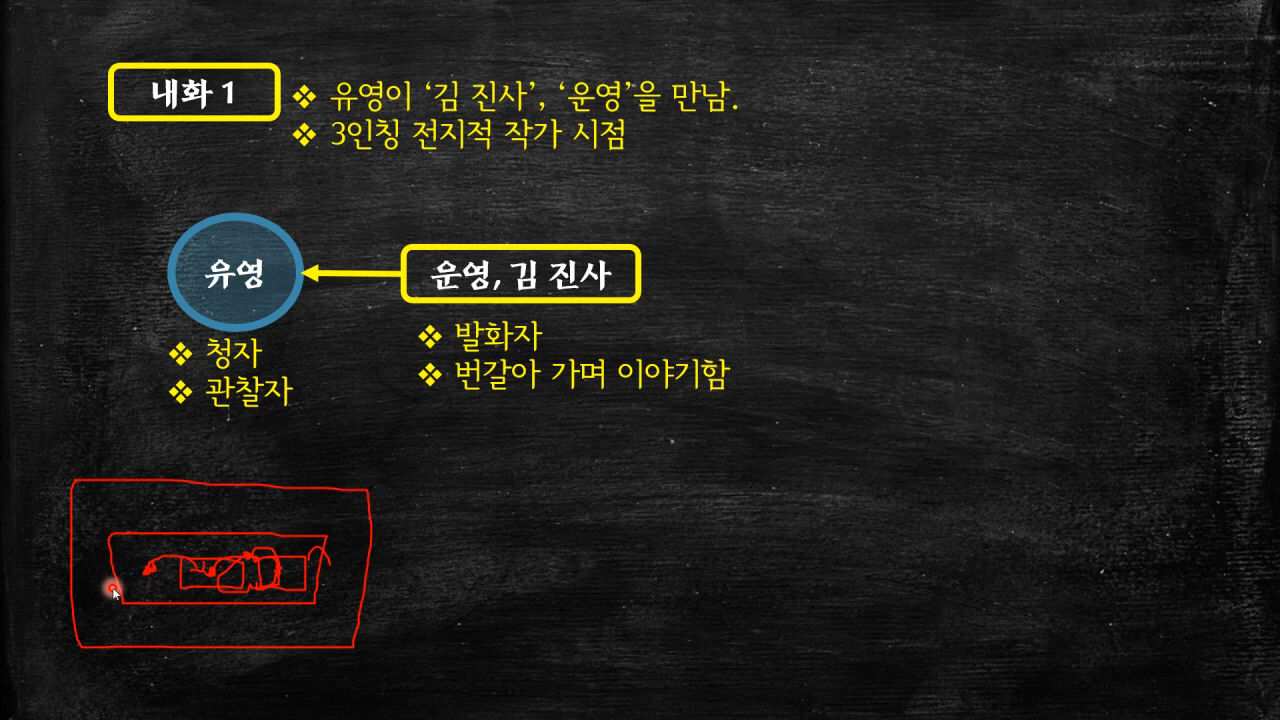 내화 1
❖ 유영이 ‘김 진사’, ‘운영’을 만남.
❖ 3인칭 전지적 작가 시점
유영
운영, 김 진사
❖ 청자
❖ 관찰자
❖ 발화자
❖ 번갈아 가며 이야기함